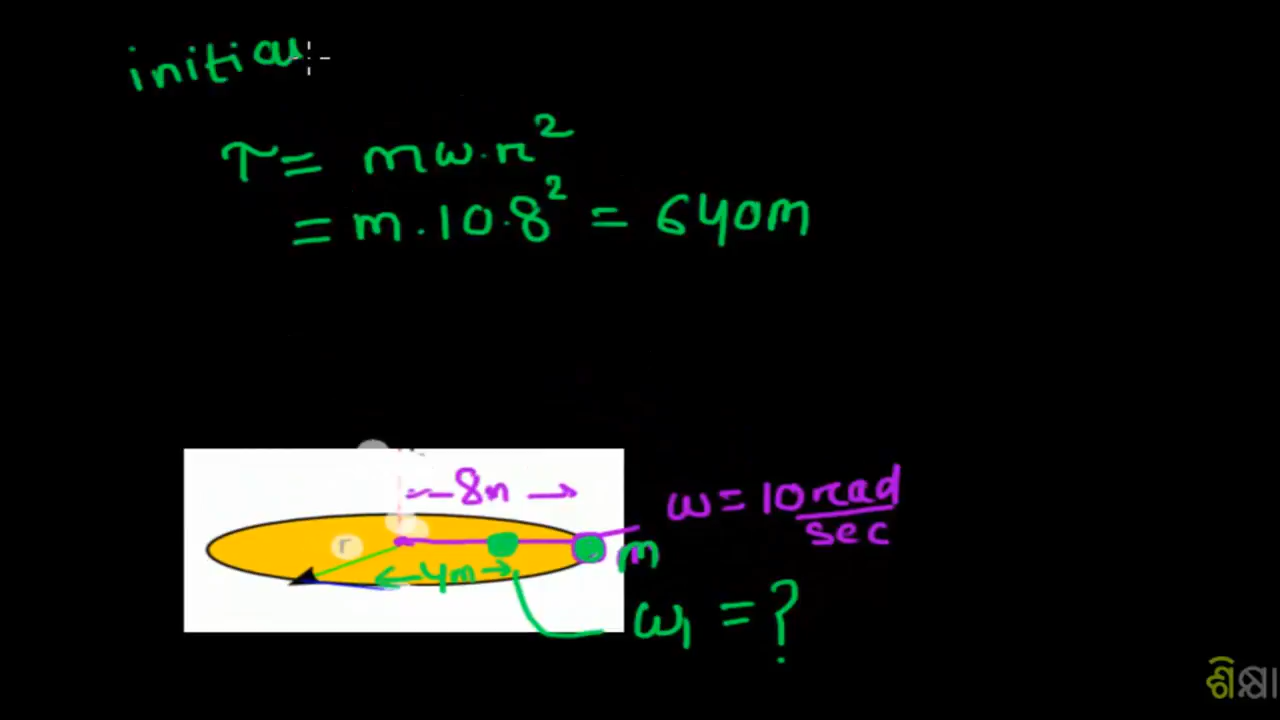 initial
τ = mω.r²
= m.10.8² = 640m
8m
ω = 10 rad/sec
r
m
4m
ω₁ = ?
ଶିକ୍ଷା